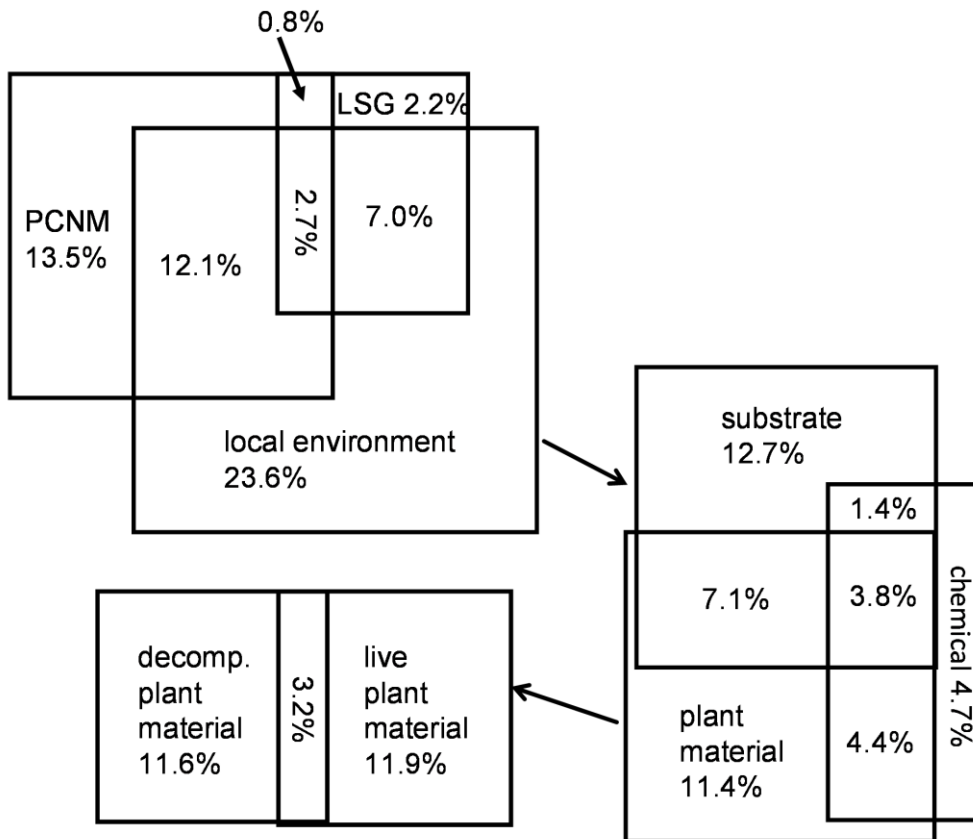 0.8%
LSG 2.2%
PCNM
13.5%
12.1%
2.7%
7.0%
local environment
23.6%
substrate
12.7%
1.4%
7.1%
3.8%
chemical 4.7%
plant
material
11.4%
4.4%
decomp.
plant
material
11.6%
3.2%
live
plant
material
11.9%